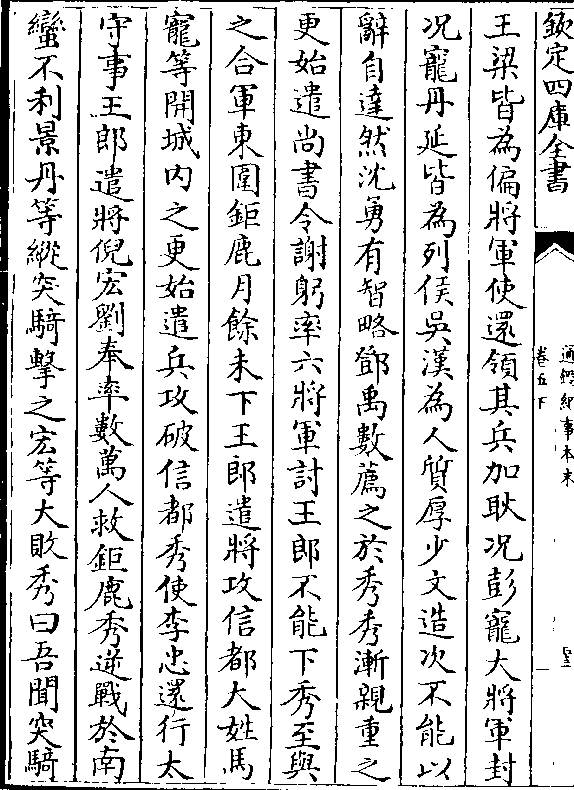 欽定四庫全書
通鑑紀事本末
卷五下
王梁皆為偏將軍使還領其兵加耿况彭寵大將軍封
况寵丹延皆為列侯吳漢為人質厚少文造次不能以
辭自達然沈勇有智略鄧禹數薦之於秀秀漸親重之
更始遣尚書令謝躬率六將軍討王郎不能下秀至與
之合軍東圍鉅鹿月餘未下王郎遣將攻信都大姓馬
寵等開城内之更始遣兵攻破信都秀使李忠還行太
守事王郎遣將倪宏劉奉率數萬人救鉅鹿秀逆戰於南
蠻不利景丹等縱突騎擊之宏等大敗秀曰吾聞突騎